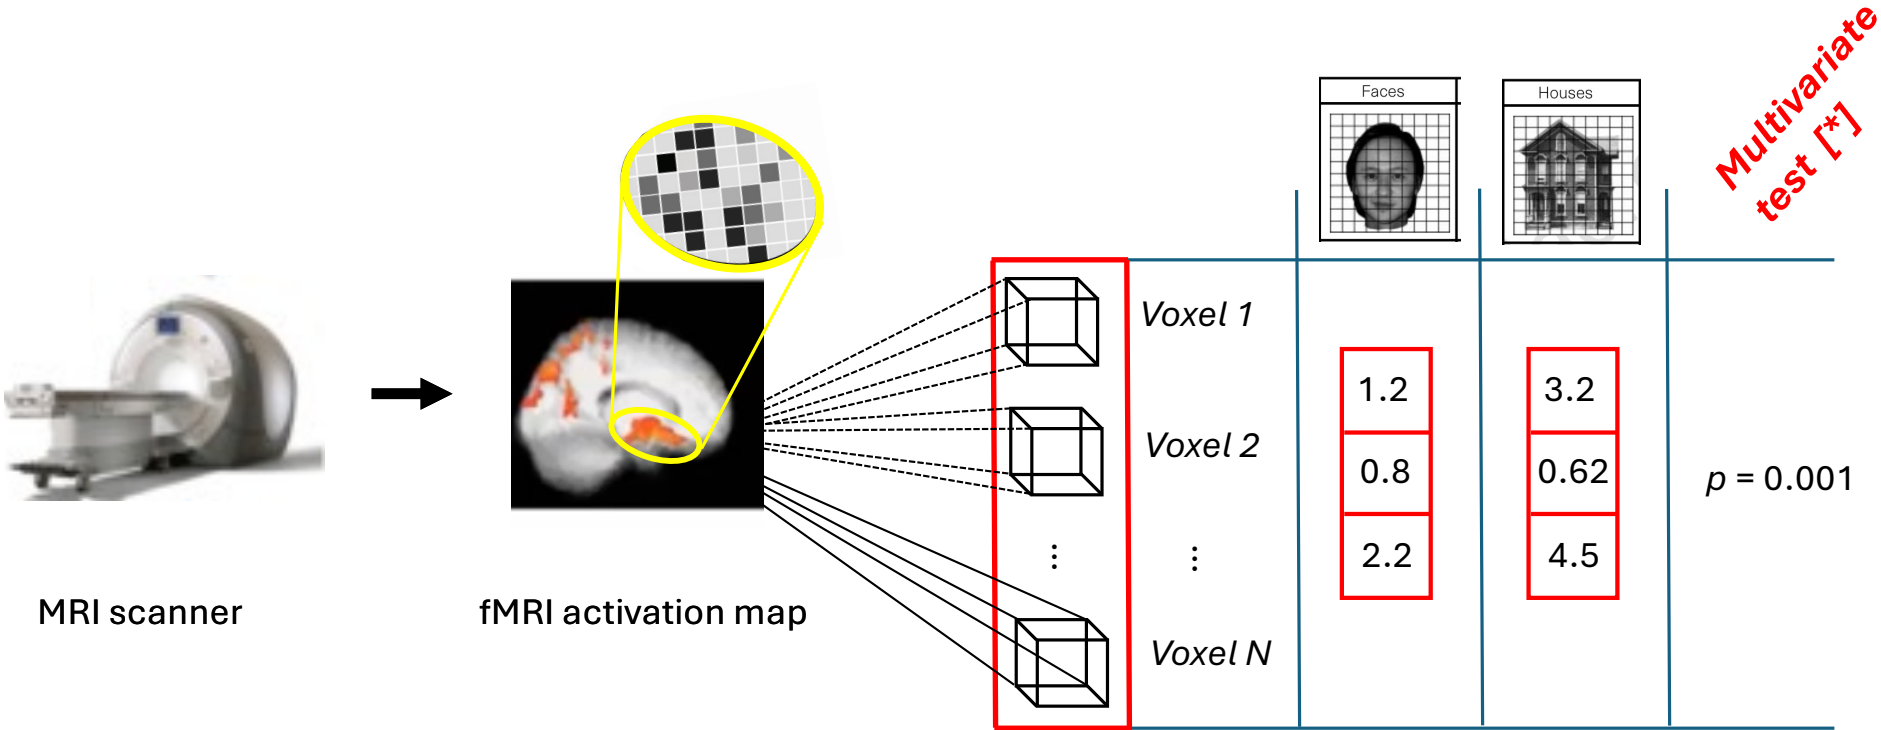 Multivariate
test [*]
Faces
Houses
Voxel 1
Voxel 2
⋮
⋮
Voxel N
1.2
3.2
0.8
0.62
2.2
4.5
p = 0.001
MRI scanner
fMRI activation map